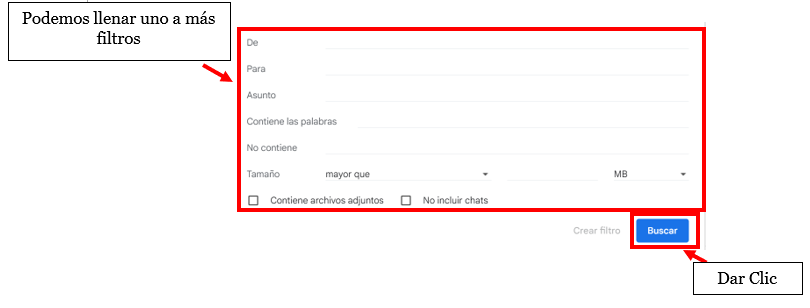 Podemos llenar uno a más
filtros
De
Para
Asunto
Contiene las palabras
No contiene
Tamaño mayor que MB
Contiene archivos adjuntos No incluir chats
Crear filtro Buscar
Dar Clic